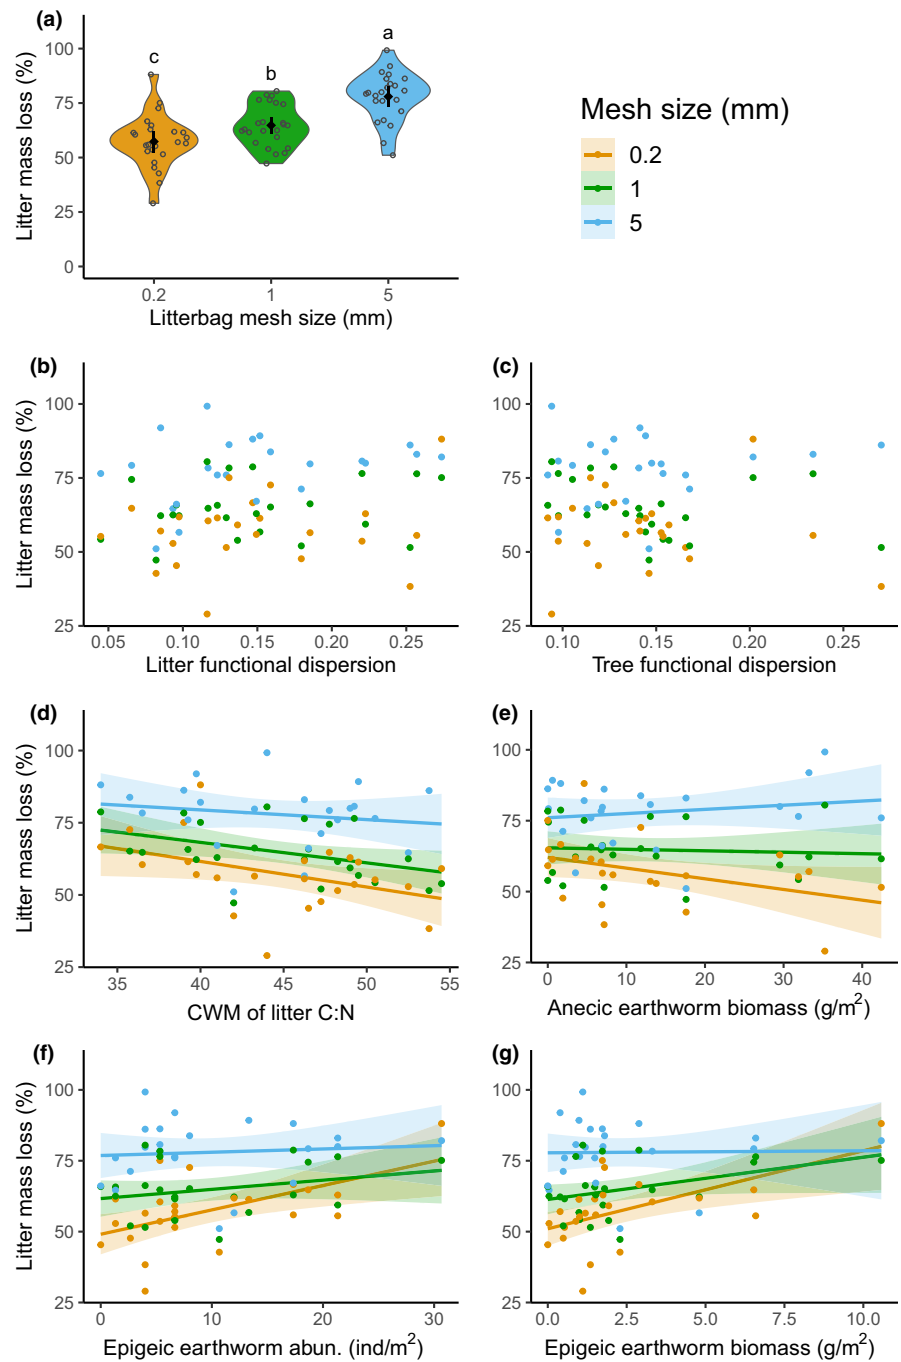 (a)
Litter mass loss (%)
100
75
50
25
0
c
b
a
0.2
1
5
Litterbag mesh size (mm)
Mesh size (mm)
0.2
1
5
(b)
Litter mass loss (%)
100
75
50
25
0.05
0.10
0.15
0.20
0.25
Litter functional dispersion
(c)
100
75
50
25
0.10
0.15
0.20
0.25
Tree functional dispersion
(d)
Litter mass loss (%)
100
75
50
25
35
40
45
50
55
CWM of litter C:N
(e)
100
75
50
25
0
10
20
30
40
Anecic earthworm biomass (g/m²)
(f)
Litter mass loss (%)
100
75
50
25
0
10
20
30
Epigeic earthworm abun. (ind/m²)
(g)
100
75
50
25
0.0
2.5
5.0
7.5
10.0
Epigeic earthworm biomass (g/m²)